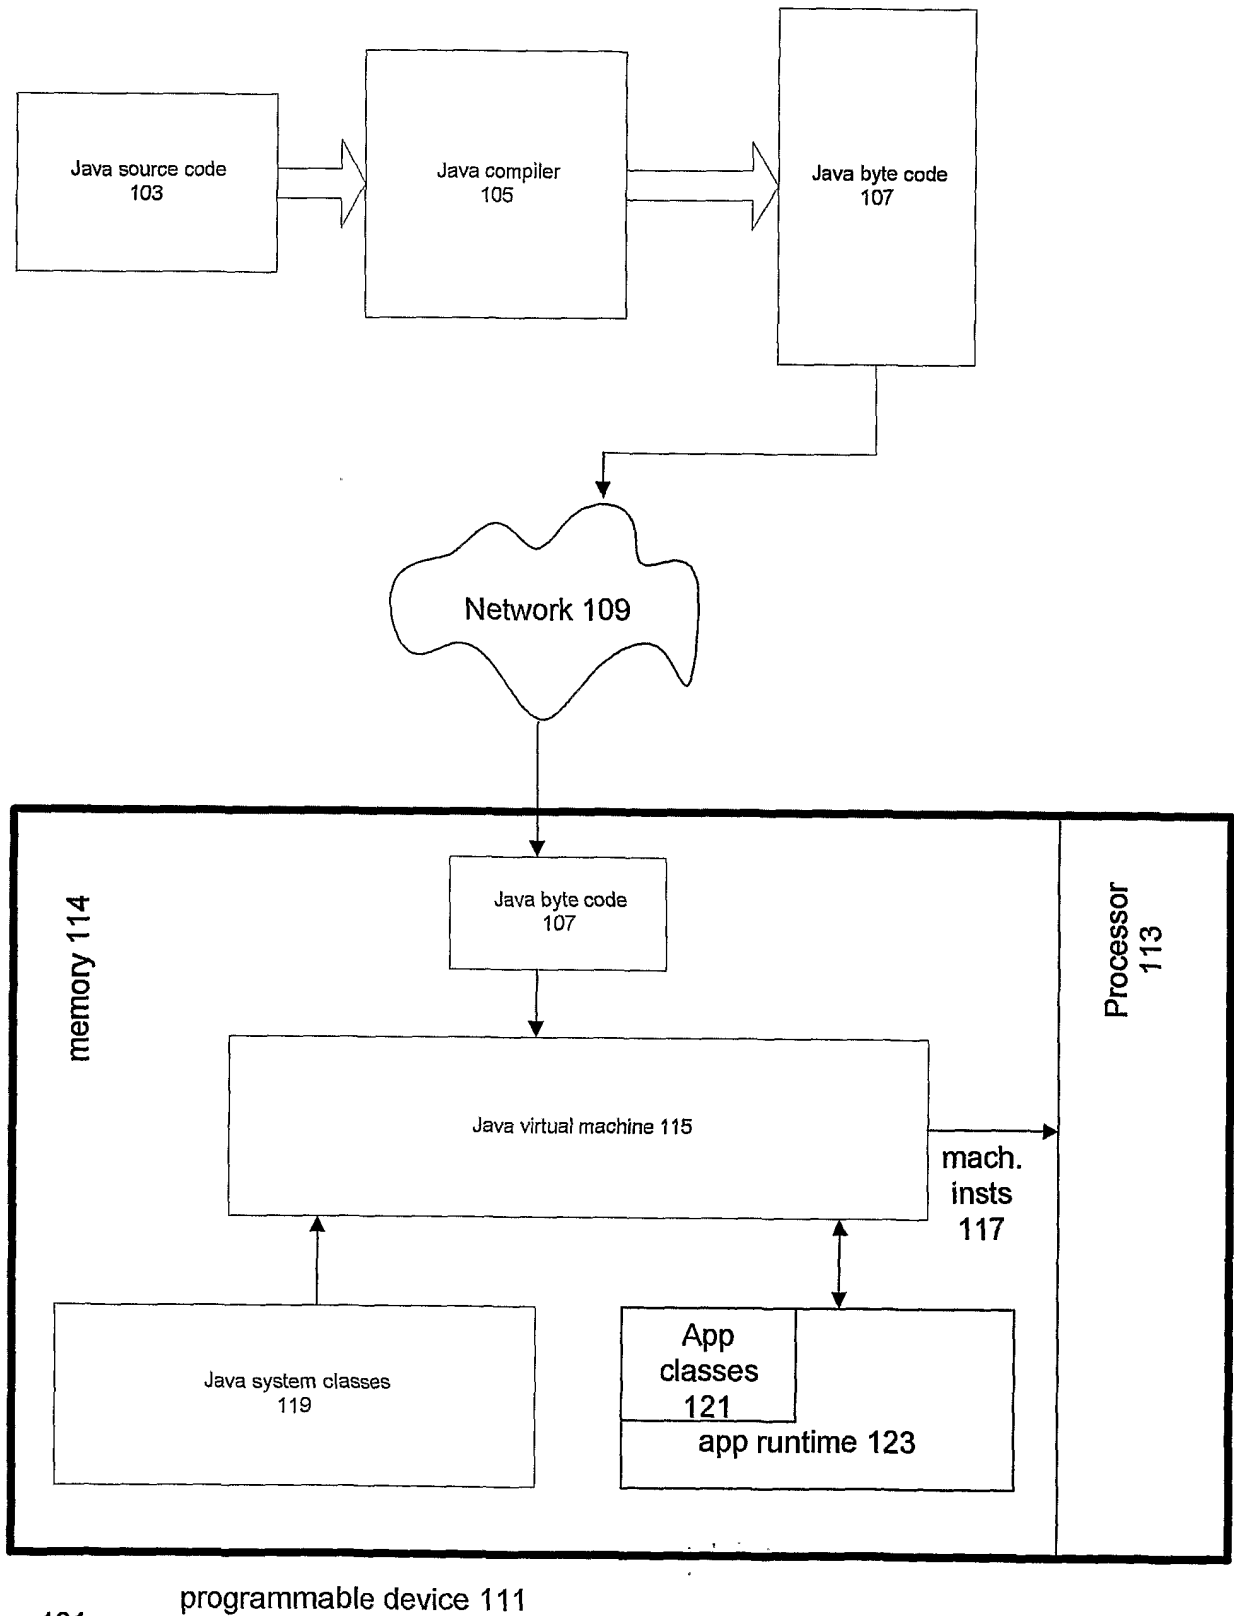 Java source code
103
Java compiler
105
Java byte code
107
Network 109
memory 114
Java byte code
107
Processor
113
Java virtual machine 115
mach.
insts
117
Java system classes
119
App
classes
121
app runtime 123
programmable device 111